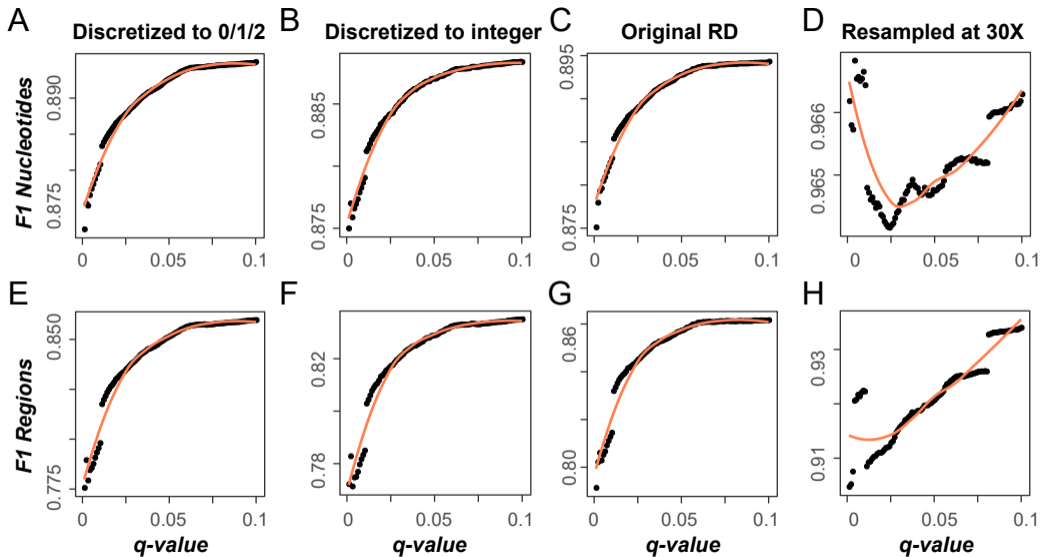 A Discretized to 0/1/2
B Discretized to integer
C Original RD
D Resampled at 30X
F1 Nucleotides
0.890
0.875
0 0.05 0.1
0.885
0.875
0 0.05 0.1
0.895
0.875
0 0.05 0.1
0.966
0.965
0 0.05 0.1
E F G H
F1 Regions
0.850
0.775
0 0.05 0.1
q-value
0.82
0.78
0 0.05 0.1
q-value
0.86
0.80
0 0.05 0.1
q-value
0.93
0.91
0 0.05 0.1
q-value